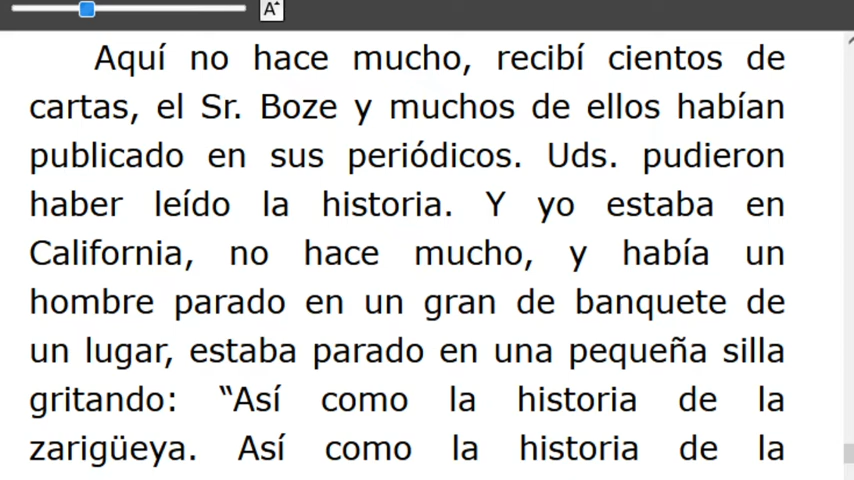 A
Aquí no hace mucho, recibí cientos de
cartas, el Sr. Boze y muchos de ellos habían
publicado en sus periódicos. Uds. pudieron
haber leído la historia. Y yo estaba en
California, no hace mucho, y había un
hombre parado en un gran de banquete de
un lugar, estaba parado en una pequeña silla
gritando: “Así como la historia de la
zarigüeya. Así como la historia de la